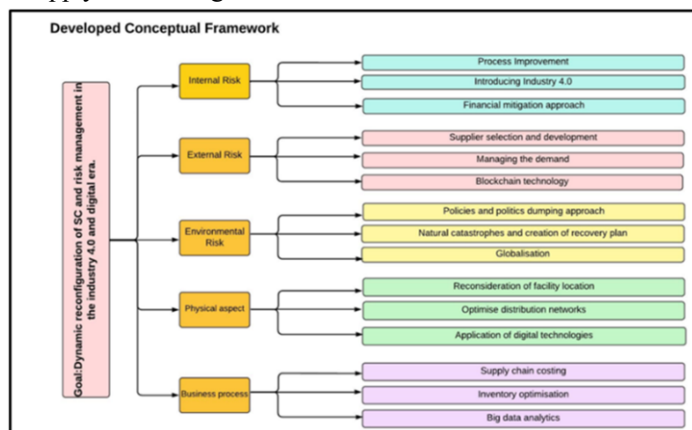 Developed Conceptual Framework
Goal:Dynamic reconfiguration of SC and risk management in
the industry 4.0 and digital era.
Internal Risk
Process Improvement
Introducing Industry 4.0
Financial mitigation approach
External Risk
Supplier selection and development
Managing the demand
Blockchain technology
Environmental
Risk
Policies and politics dumping approach
Natural catastrophes and creation of recovery plan
Globalisation
Physical aspect
Reconsideration of facility location
Optimise distribution networks
Application of digital technologies
Business process
Supply chain costing
Inventory optimisation
Big data analytics